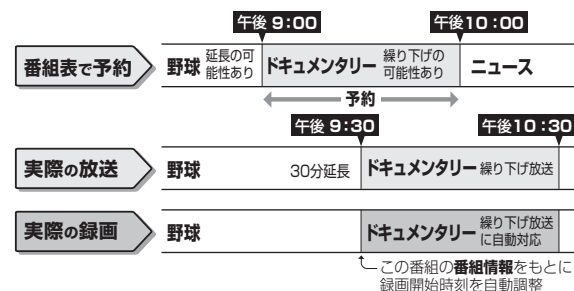 午後 9:00 午後10:00
番組表で予約 野球 延長の可能性あり ドキュメンタリー 繰り下げの可能性あり ニュース
予約
午後 9:30 午後10:30
実際の放送 野球 30分延長 ドキュメンタリー 繰り下げ放送
実際の録画 野球 ドキュメンタリー 繰り下げ放送に自動対応
この番組の番組情報をもとに
録画開始時刻を自動調整